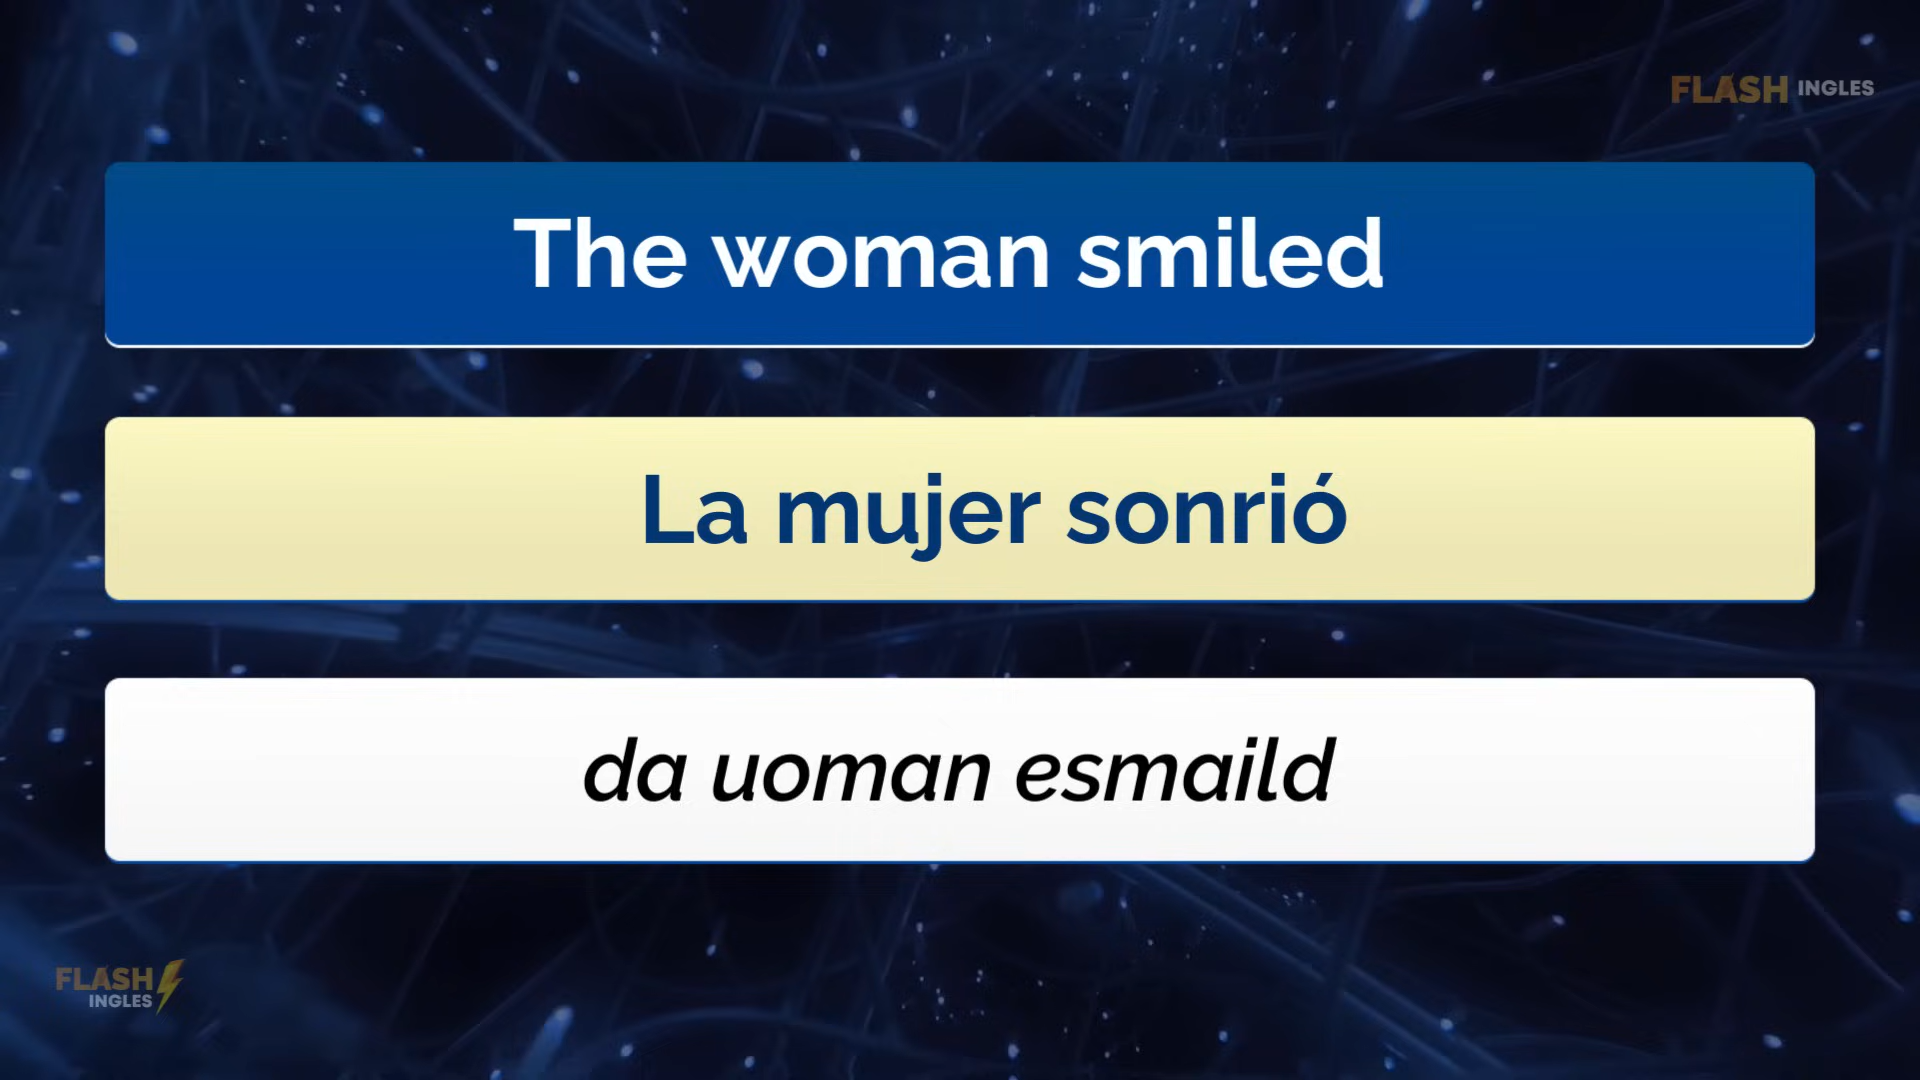 FLASH INGLES
The woman smiled
La mujer sonrió
da uoman esmaild
FLASH
INGLES